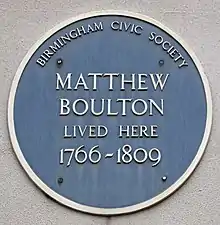 BIRMINGHAM CIVIC SOCIETY
MATTHEW
BOULTON
LIVED HERE
1766-1809